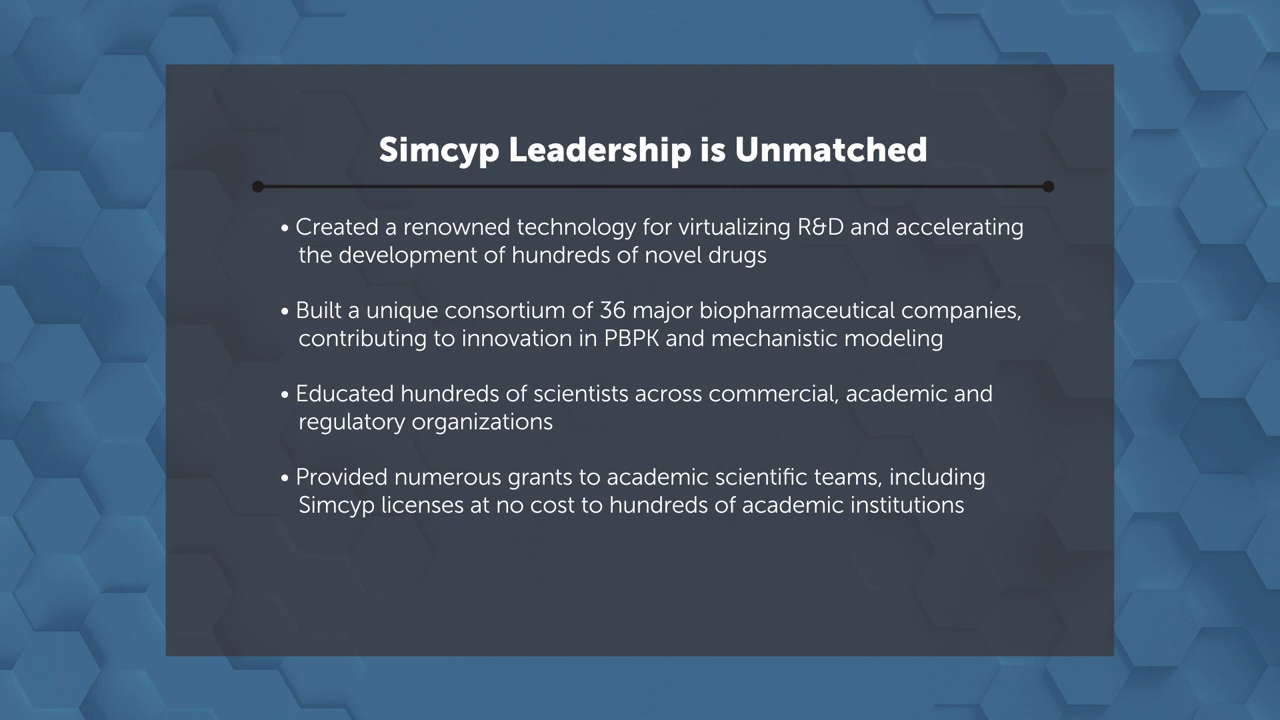 Simcyp Leadership is Unmatched
• Created a renowned technology for virtualizing R&D and accelerating
the development of hundreds of novel drugs
• Built a unique consortium of 36 major biopharmaceutical companies,
contributing to innovation in PBPK and mechanistic modeling
• Educated hundreds of scientists across commercial, academic and
regulatory organizations
• Provided numerous grants to academic scientific teams, including
Simcyp licenses at no cost to hundreds of academic institutions